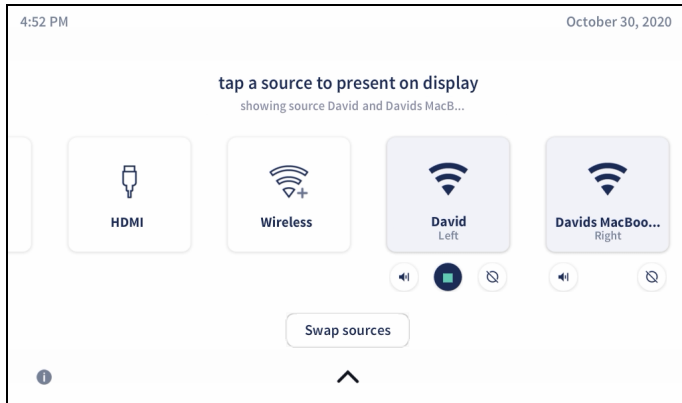 4:52 PM October 30, 2020
tap a source to present on display
showing source David and Davids MacB...
HDMI
Wireless
David
Left
Davids MacBoo...
Right
Swap sources
i